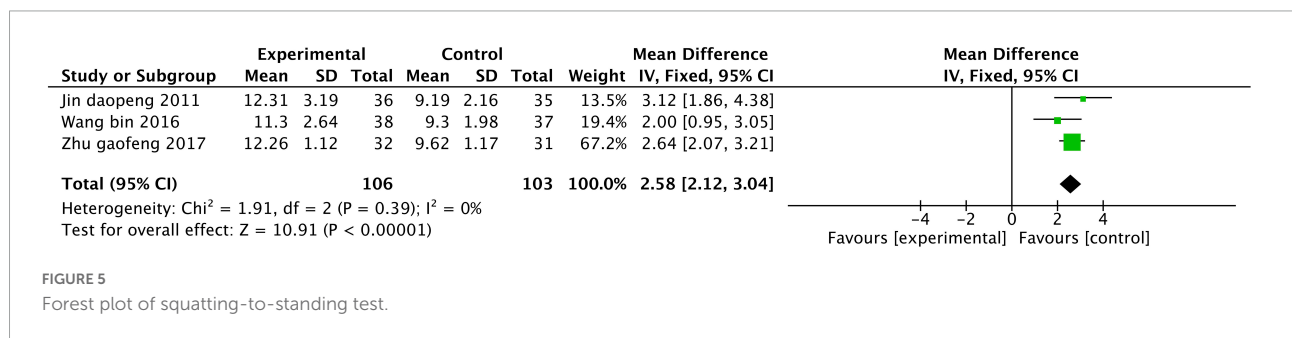 Experimental Control Mean Difference Mean Difference
Study or Subgroup Mean SD Total Mean SD Total Weight IV, Fixed, 95% CI IV, Fixed, 95% CI
Jin daopeng 2011 12.31 3.19 36 9.19 2.16 35 13.5% 3.12 [1.86, 4.38]
Wang bin 2016 11.3 2.64 38 9.3 1.98 37 19.4% 2.00 [0.95, 3.05]
Zhu gaofeng 2017 12.26 1.12 32 9.62 1.17 31 67.2% 2.64 [2.07, 3.21]
Total (95% CI) 106 103 100.0% 2.58 [2.12, 3.04]
Heterogeneity: Chi² = 1.91, df = 2 (P = 0.39); I² = 0%
Test for overall effect: Z = 10.91 (P < 0.00001)
-4 -2 0 2 4
Favours [experimental] Favours [control]
FIGURE 5
Forest plot of squatting-to-standing test.